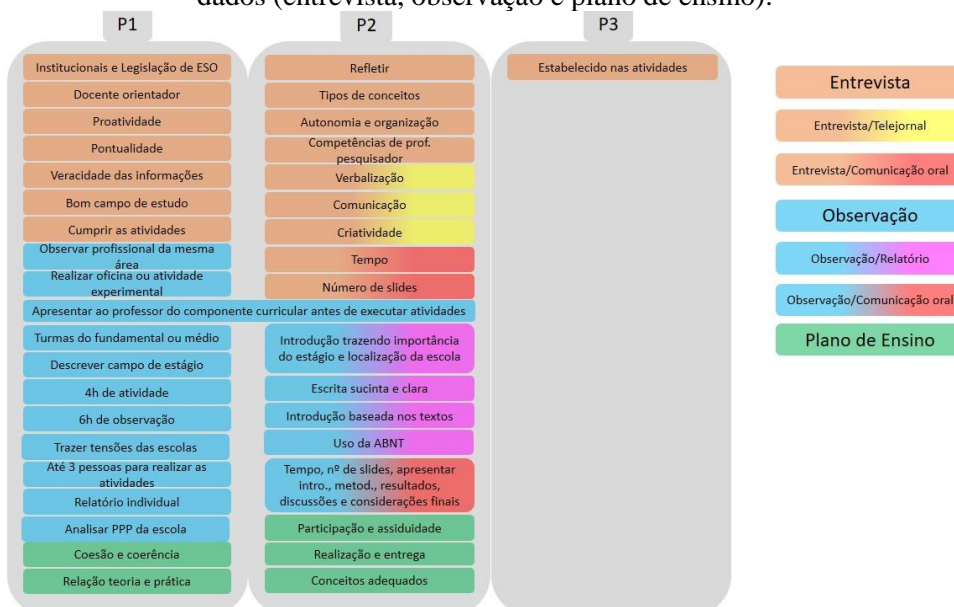 dados (entrevista, observação e plano de ensino).
P1
Institucionais e Legislação de ESO
Docente orientador
Proatividade
Pontualidade
Veracidade das informações
Bom campo de estudo
Cumprir as atividades
Observar profissional da mesma
área
Realizar oficina ou atividade
experimental
Apresentar ao professor do componente curricular antes de executar atividades
Turmas do fundamental ou médio
Descrever campo de estágio
4h de atividade
6h de observação
Trazer tensões das escolas
Até 3 pessoas para realizar as
atividades
Relatório individual
Analisar PPP da escola
Coesão e coerência
Relação teoria e prática
P2
Refletir
Tipos de conceitos
Autonomia e organização
Competências de prof.
pesquisador
Verbalização
Comunicação
Criatividade
Tempo
Número de slides
Introdução trazendo importância
do estágio e localização da escola
Escrita sucinta e clara
Introdução baseada nos textos
Uso da ABNT
Tempo, nº de slides, apresentar
intro., metod., resultados,
discussões e considerações finais
Participação e assiduidade
Realização e entrega
Conceitos adequados
P3
Estabelecido nas atividades
Entrevista
Entrevista/Telejornal
Entrevista/Comunicação oral
Observação
Observação/Relatório
Observação/Comunicação oral
Plano de Ensino